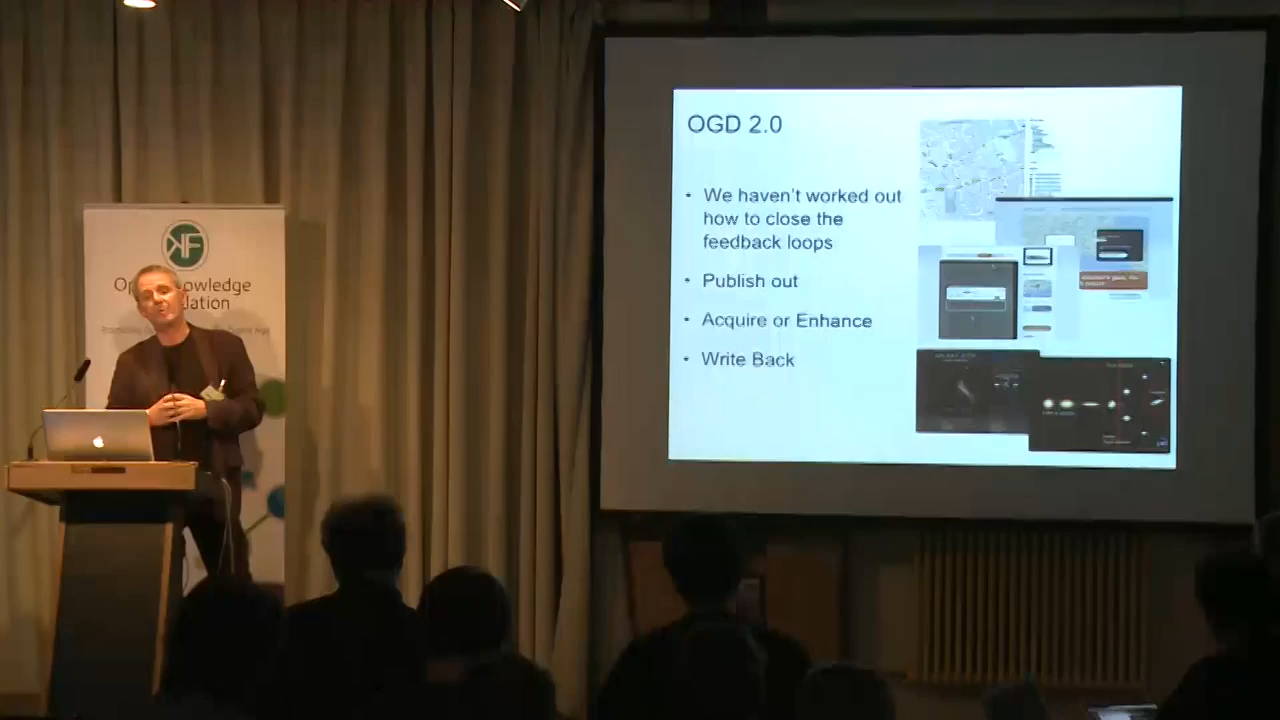 OGD 2.0
• We haven't worked out
how to close the
feedback loops
• Publish out
• Acquire or Enhance
• Write Back
KF
Op owledge
dation